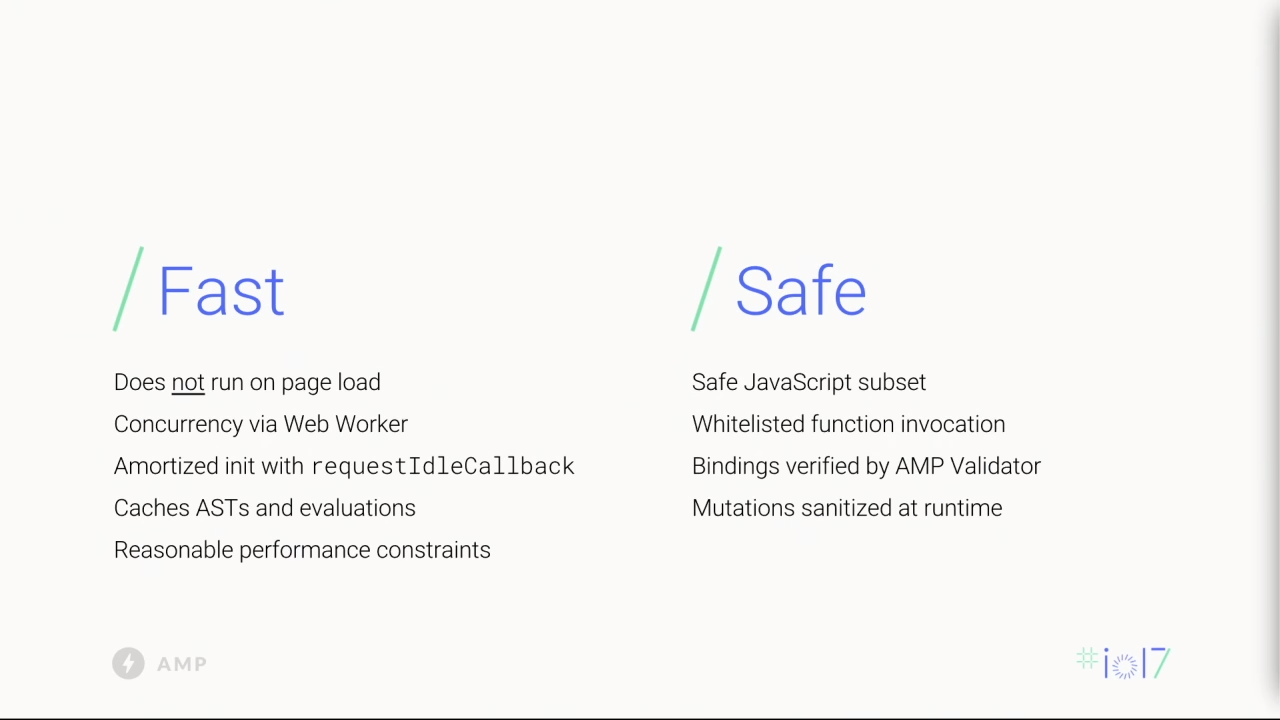 Fast
Does not run on page load
Concurrency via Web Worker
Amortized init with requestIdleCallback
Caches ASTs and evaluations
Reasonable performance constraints
Safe
Safe JavaScript subset
Whitelisted function invocation
Bindings verified by AMP Validator
Mutations sanitized at runtime
AMP
#io17